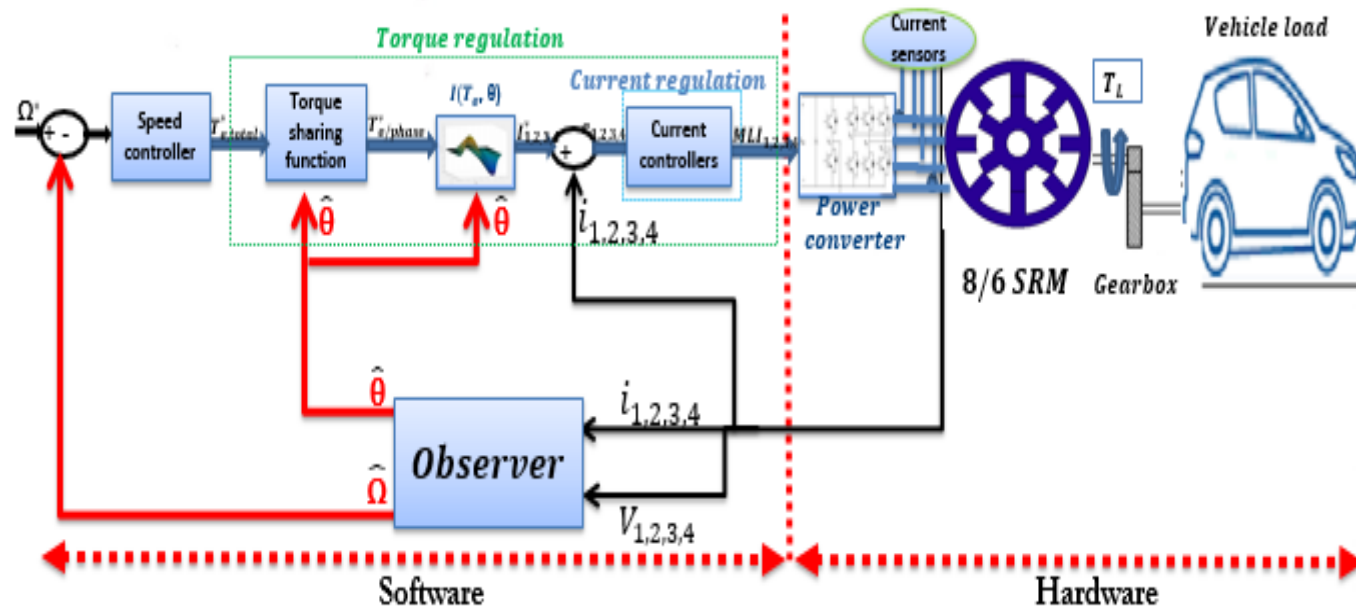 Torque regulation
Current regulation
Current
sensors
Vehicle load
Ω*
+ -
Speed
controller
Torque
sharing
function
I(Tₑ, θ)
+
Current
controllers
Power
converter
T_L
8/6 SRM
Gearbox
θ̂
θ̂
i₁,₂,₃,₄
θ̂
Ω̂
Observer
i₁,₂,₃,₄
V₁,₂,₃,₄
Software
Hardware